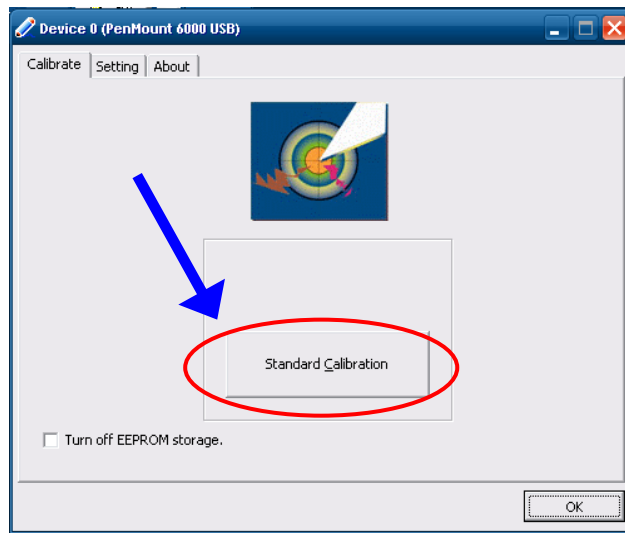 Device 0 (PenMount 6000 USB)
Calibrate Setting About
Standard Calibration
Turn off EEPROM storage.
OK